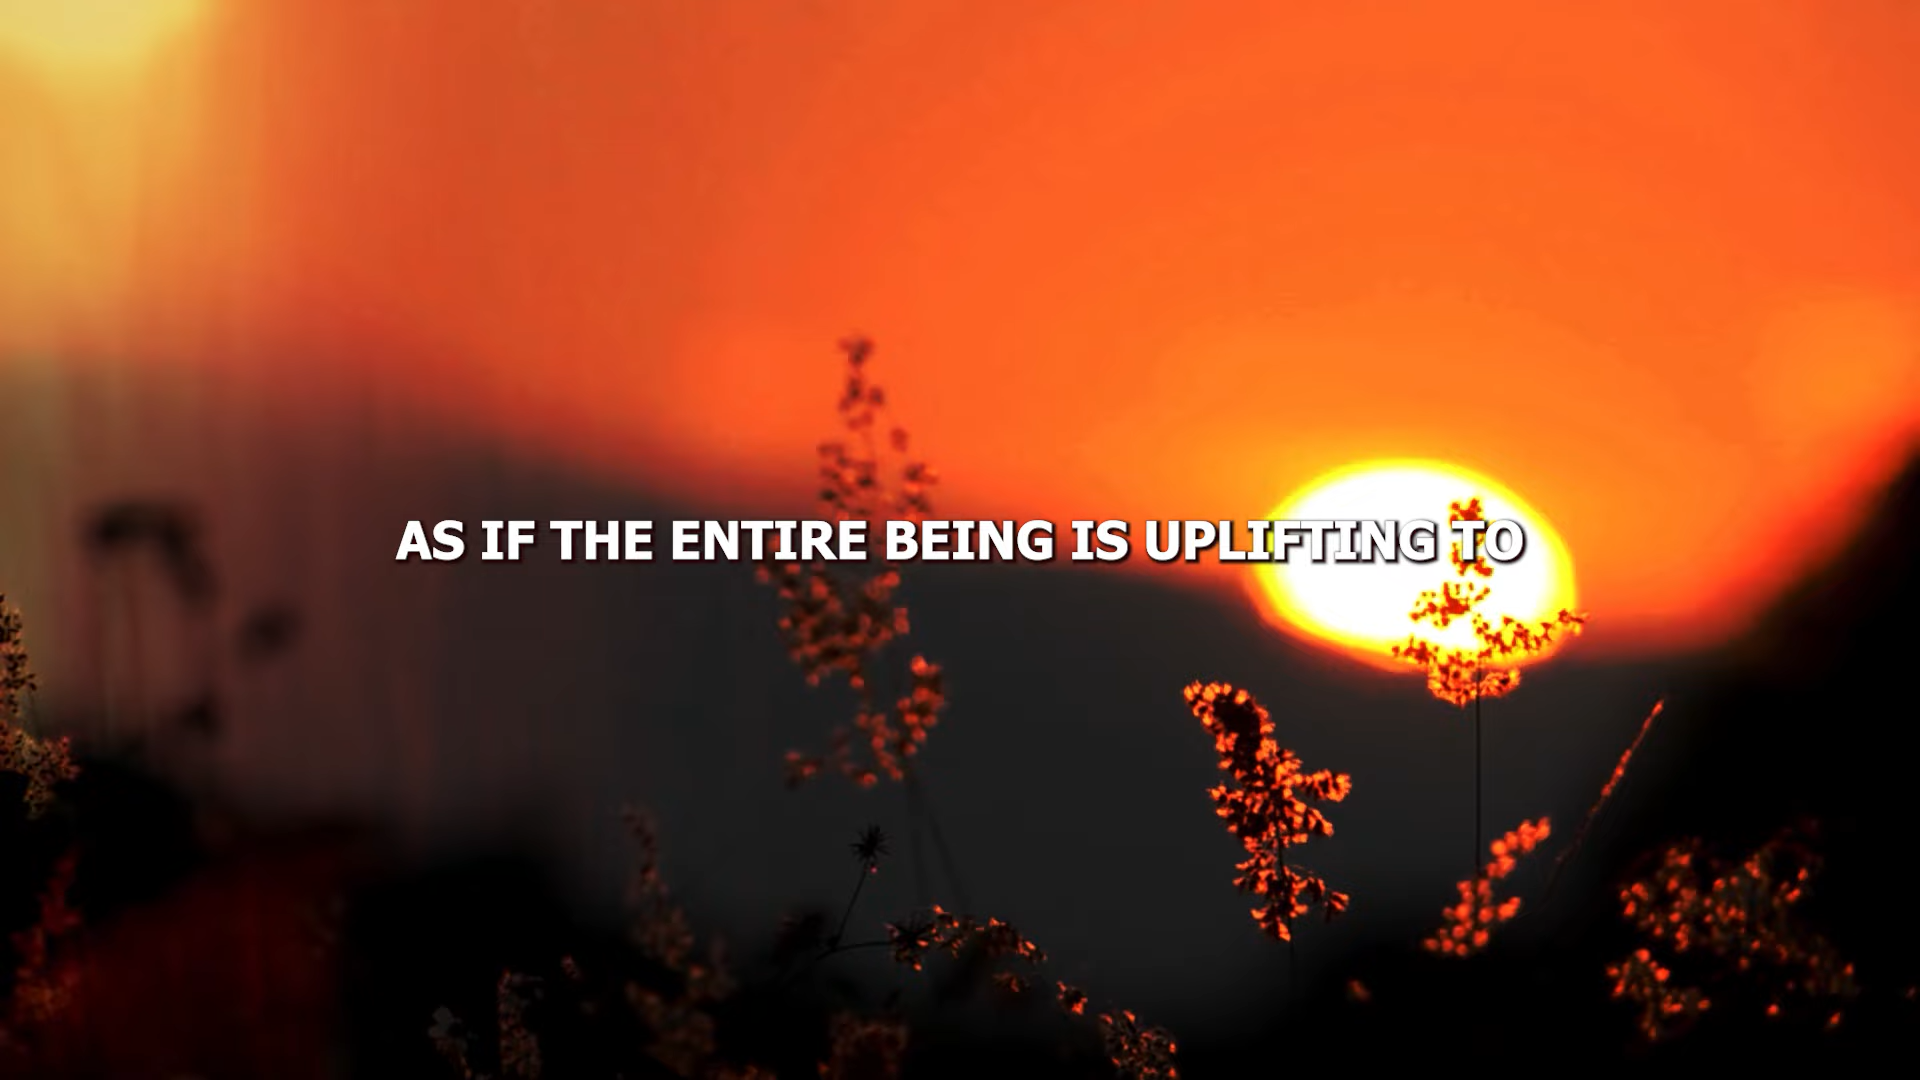 AS IF THE ENTIRE BEING IS UPLIFTING TO